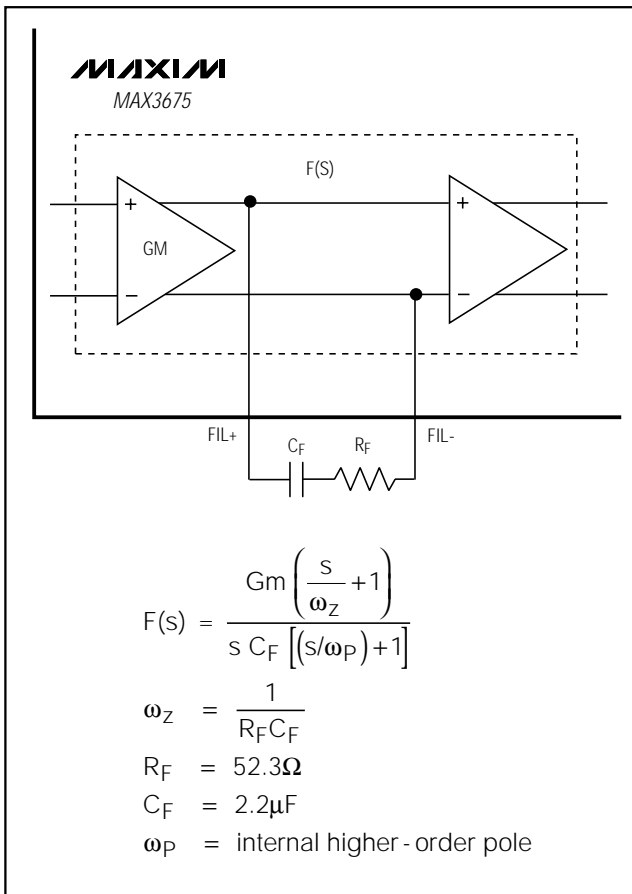 MAXIM
MAX3675
F(S)
+
+
GM
−
−
FIL+
CF
RF
FIL-
F(s) = Gm (s/ωZ + 1) / s CF [(s/ωP) + 1]
ωZ = 1 / RFCF
RF = 52.3Ω
CF = 2.2μF
ωP = internal higher-order pole